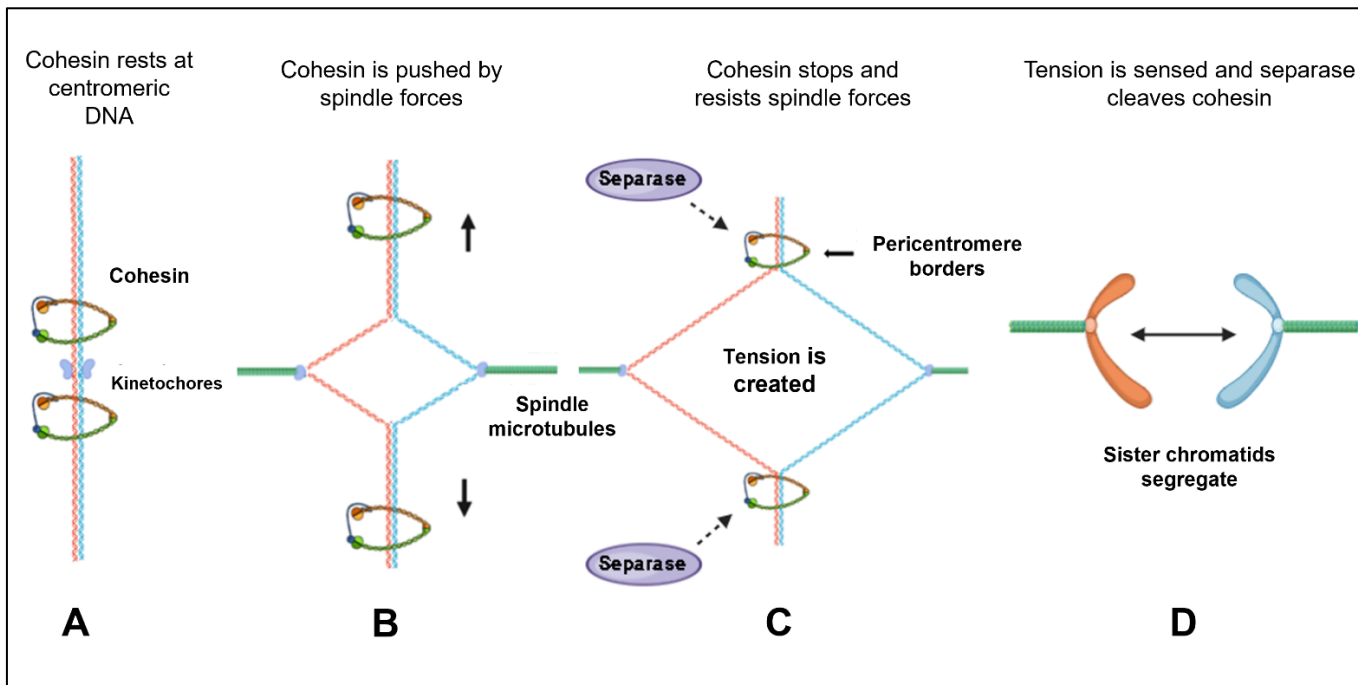 Cohesin rests at
centromeric
DNA
Cohesin is pushed by
spindle forces
Cohesin stops and
resists spindle forces
Tension is sensed and separase
cleaves cohesin
Cohesin
Kinetochores
Spindle
microtubules
Separase
Pericentromere
borders
Tension is
created
Separase
Sister chromatids
segregate
A
B
C
D